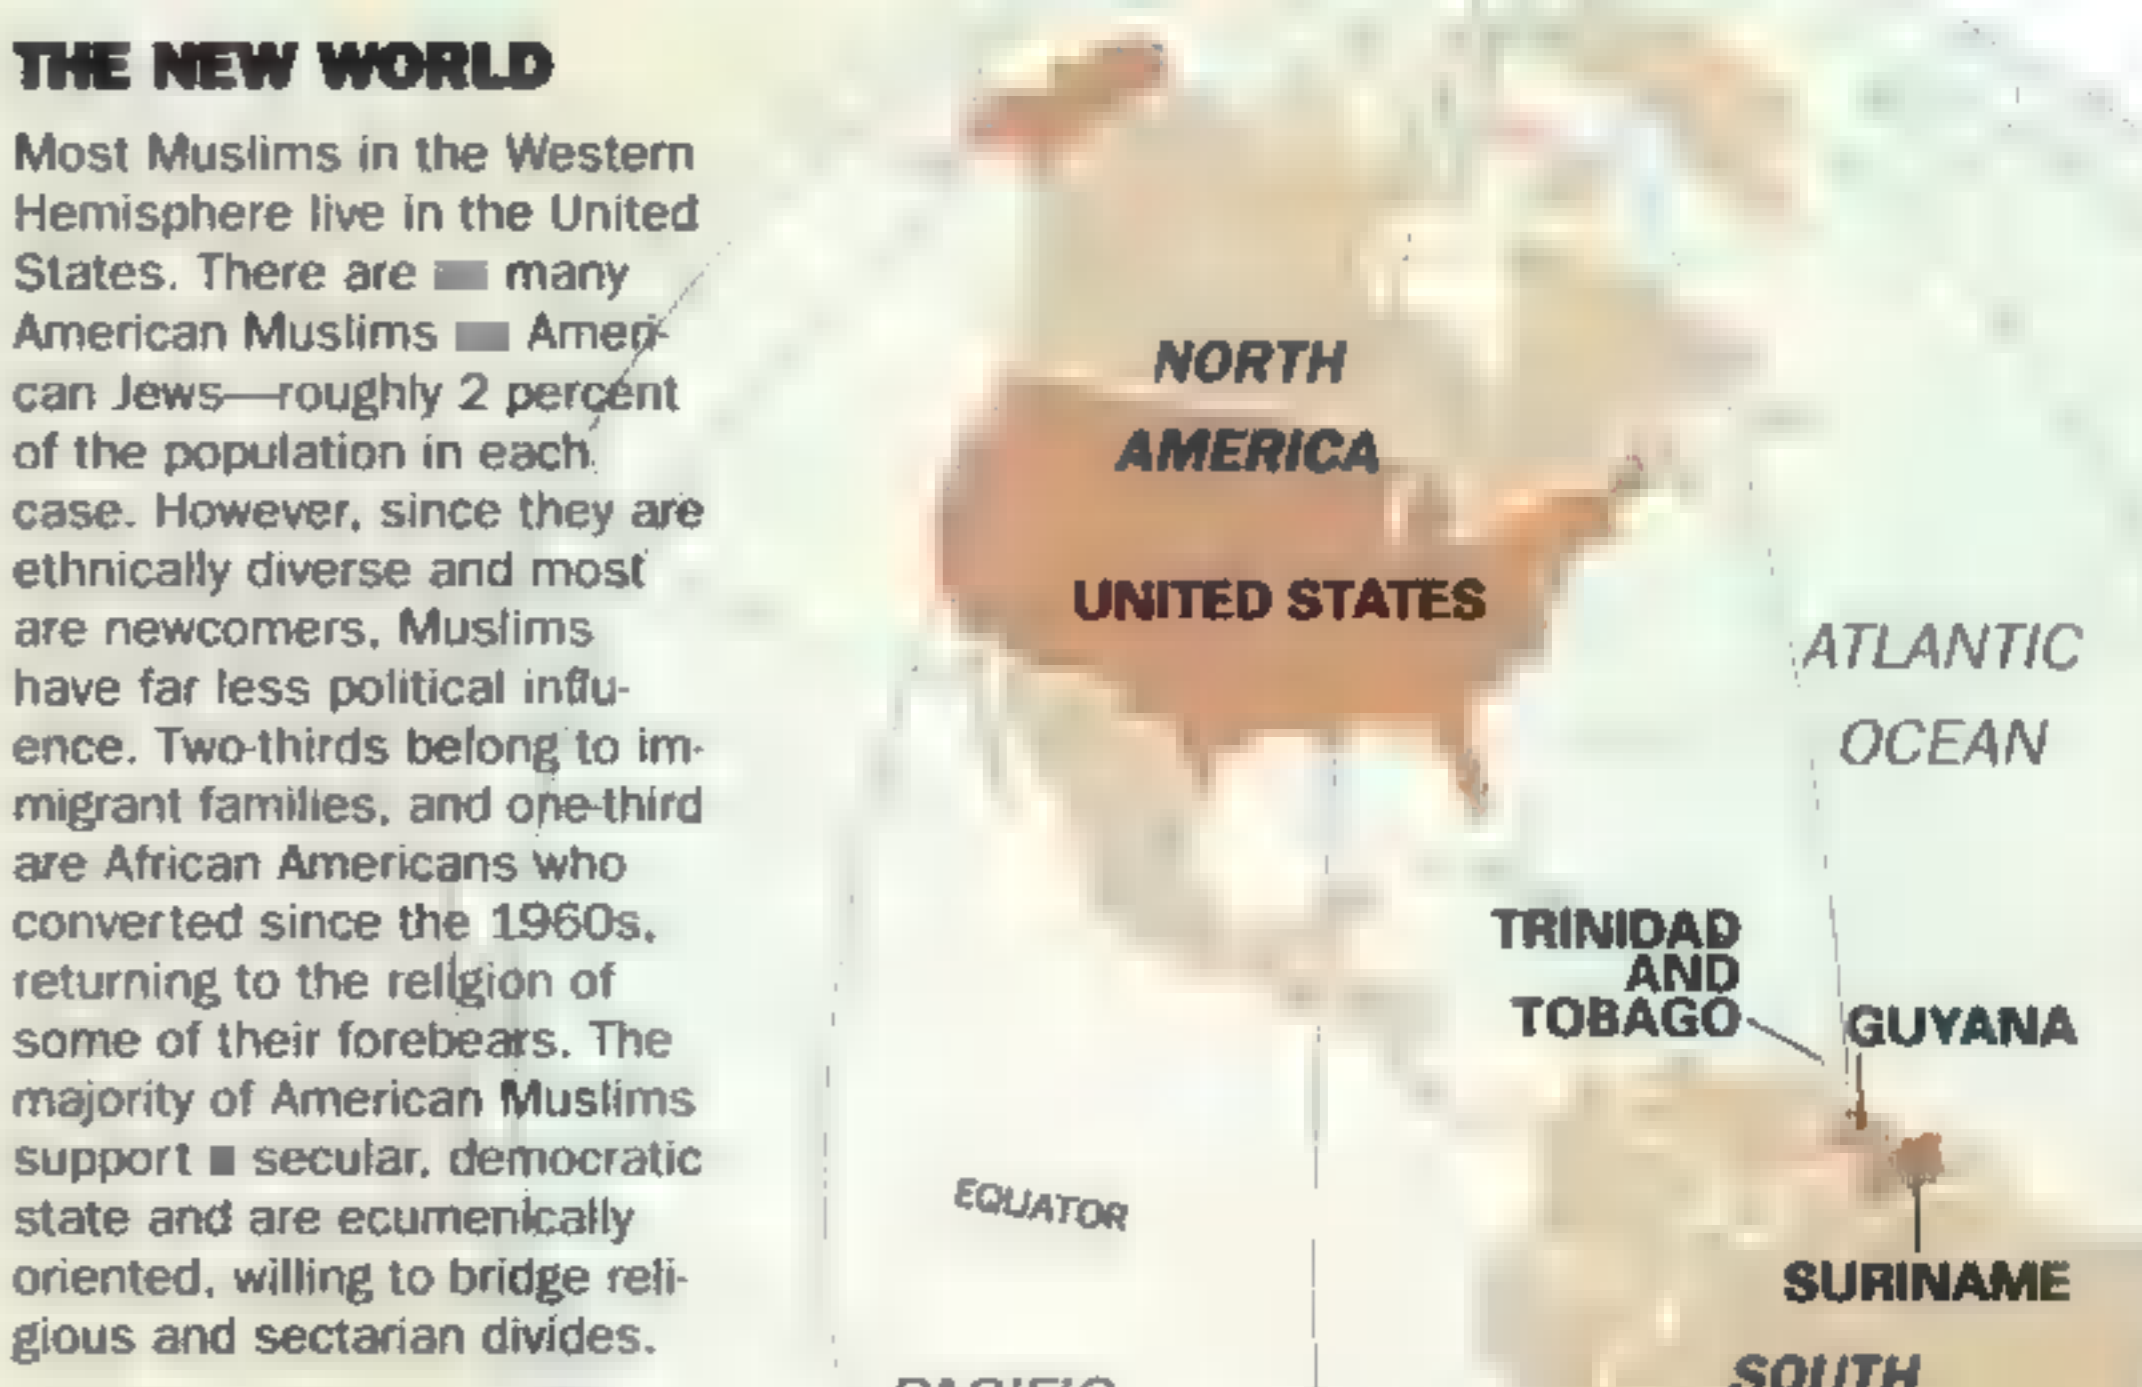 THE NEW WORLD
Most Muslims in the Western
Hemisphere live in the United
States. There are many
American Muslims Ameri-
can Jews—roughly 2 percent
of the population in each
case. However, since they are
ethnically diverse and most
are newcomers, Muslims
have far less political influ-
ence. Two-thirds belong to im-
migrant families, and one-third
are African Americans who
converted since the 1960s,
returning to the religion of
some of their forebears. The
majority of American Muslims
support secular, democratic
state and are ecumenically
oriented, willing to bridge reli-
gious and sectarian divides.
NORTH
AMERICA
UNITED STATES
ATLANTIC
OCEAN
TRINIDAD
AND
TOBAGO
GUYANA
EQUATOR
SURINAME
SOUTH
PACIFIC